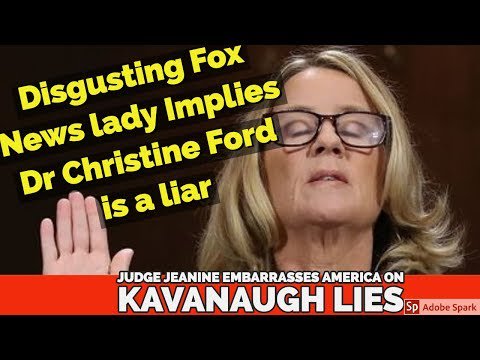 Disgusting Fox
News lady Implies
Dr Christine Ford
is a liar
JUDGE JEANINE EMBARRASSES AMERICA ON
KAVANAUGH LIES
Sp Adobe Spark